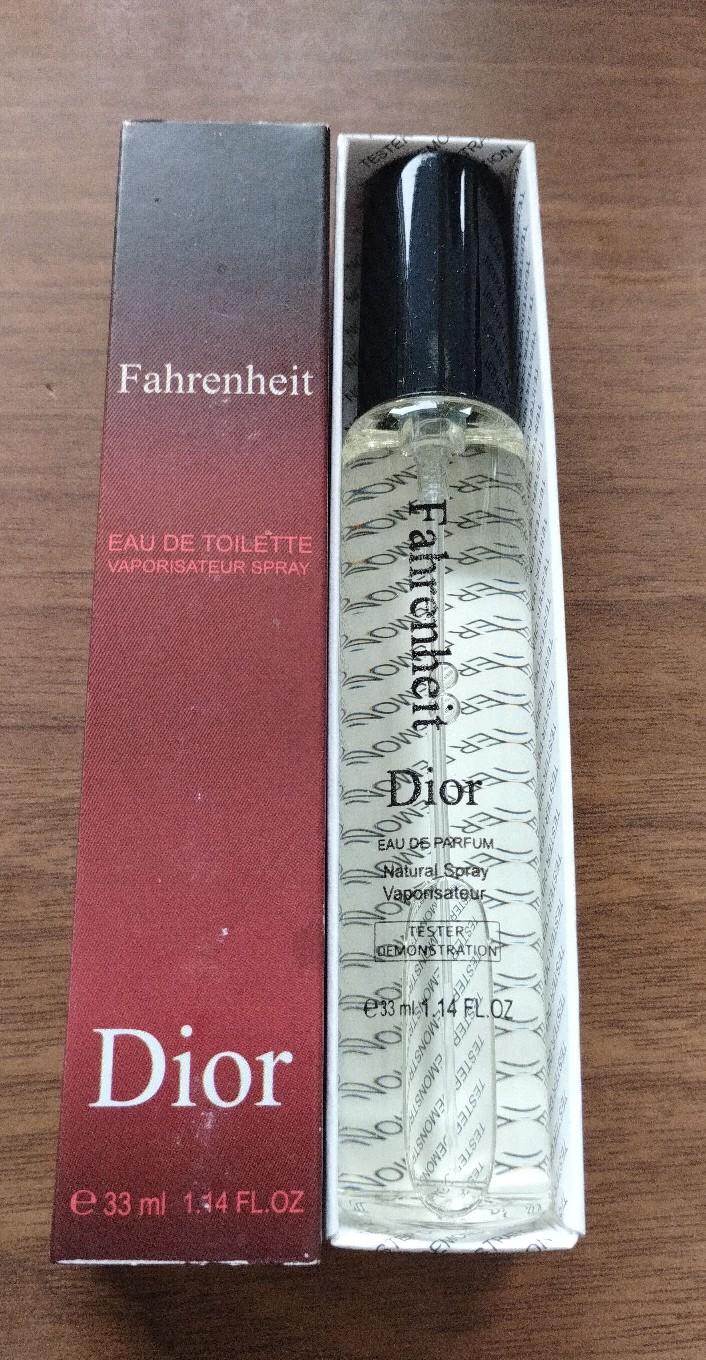 Fahrenheit
EAU DE TOILETTE
VAPORISATEUR SPRAY
Dior
℮ 33 ml 1.14 FL.OZ
TESTER
Fahrenheit
Dior
EAU DE PARFUM
Natural Spray
Vaporisateur
TESTER
DEMONSTRATION
℮ 33 ml 1.14 FL.OZ